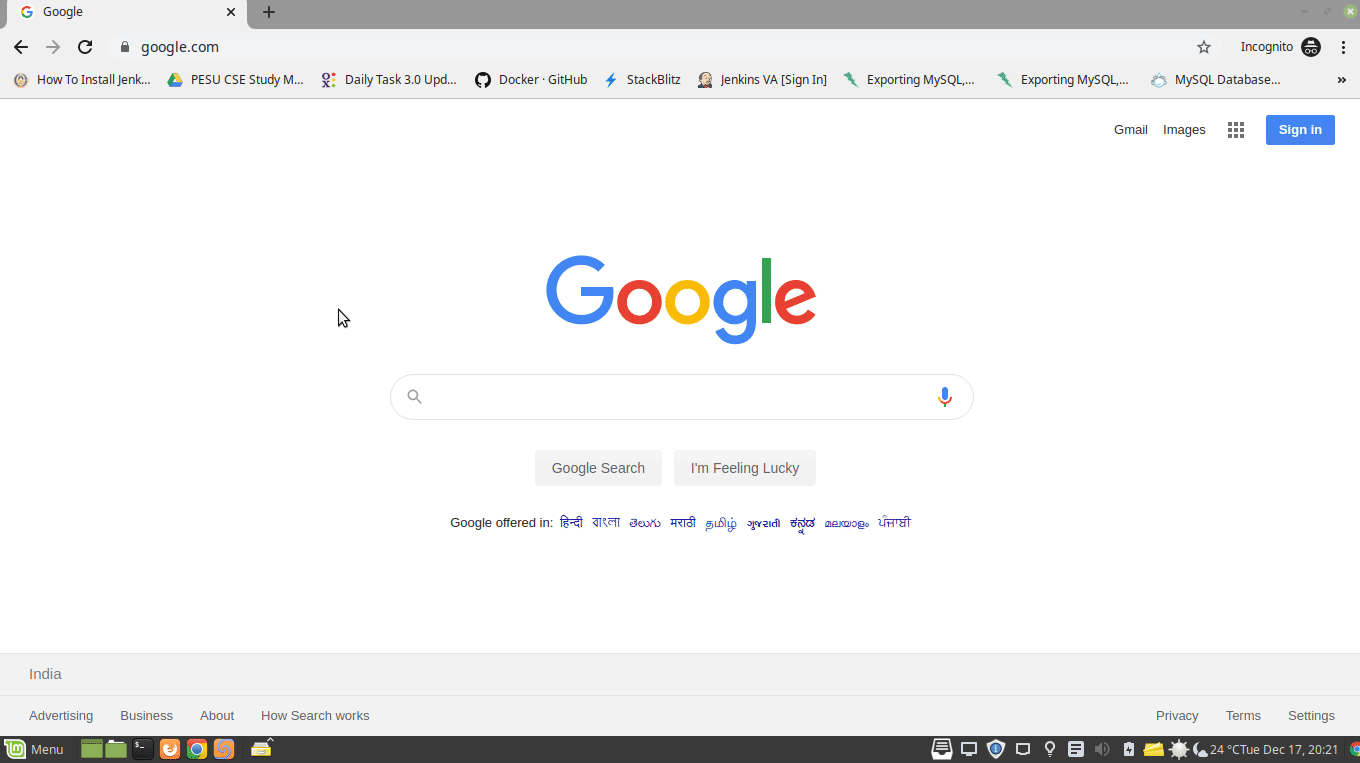 Google
google.com
Incognito
How To Install Jenk...
PESU CSE Study M...
Daily Task 3.0 Upd...
Docker · GitHub
StackBlitz
Jenkins VA [Sign In]
Exporting MySQL,...
Exporting MySQL,...
MySQL Database...
»
Gmail
Images
Sign in
Google
Google Search
I'm Feeling Lucky
Google offered in: हिन्दी বাংলা తెలుగు मराठी தமிழ் ગુજરાતી ಕನ್ನಡ മലയാളം ਪੰਜਾਬੀ
India
Advertising
Business
About
How Search works
Privacy
Terms
Settings
Menu
24 °C
Tue Dec 17, 20:21